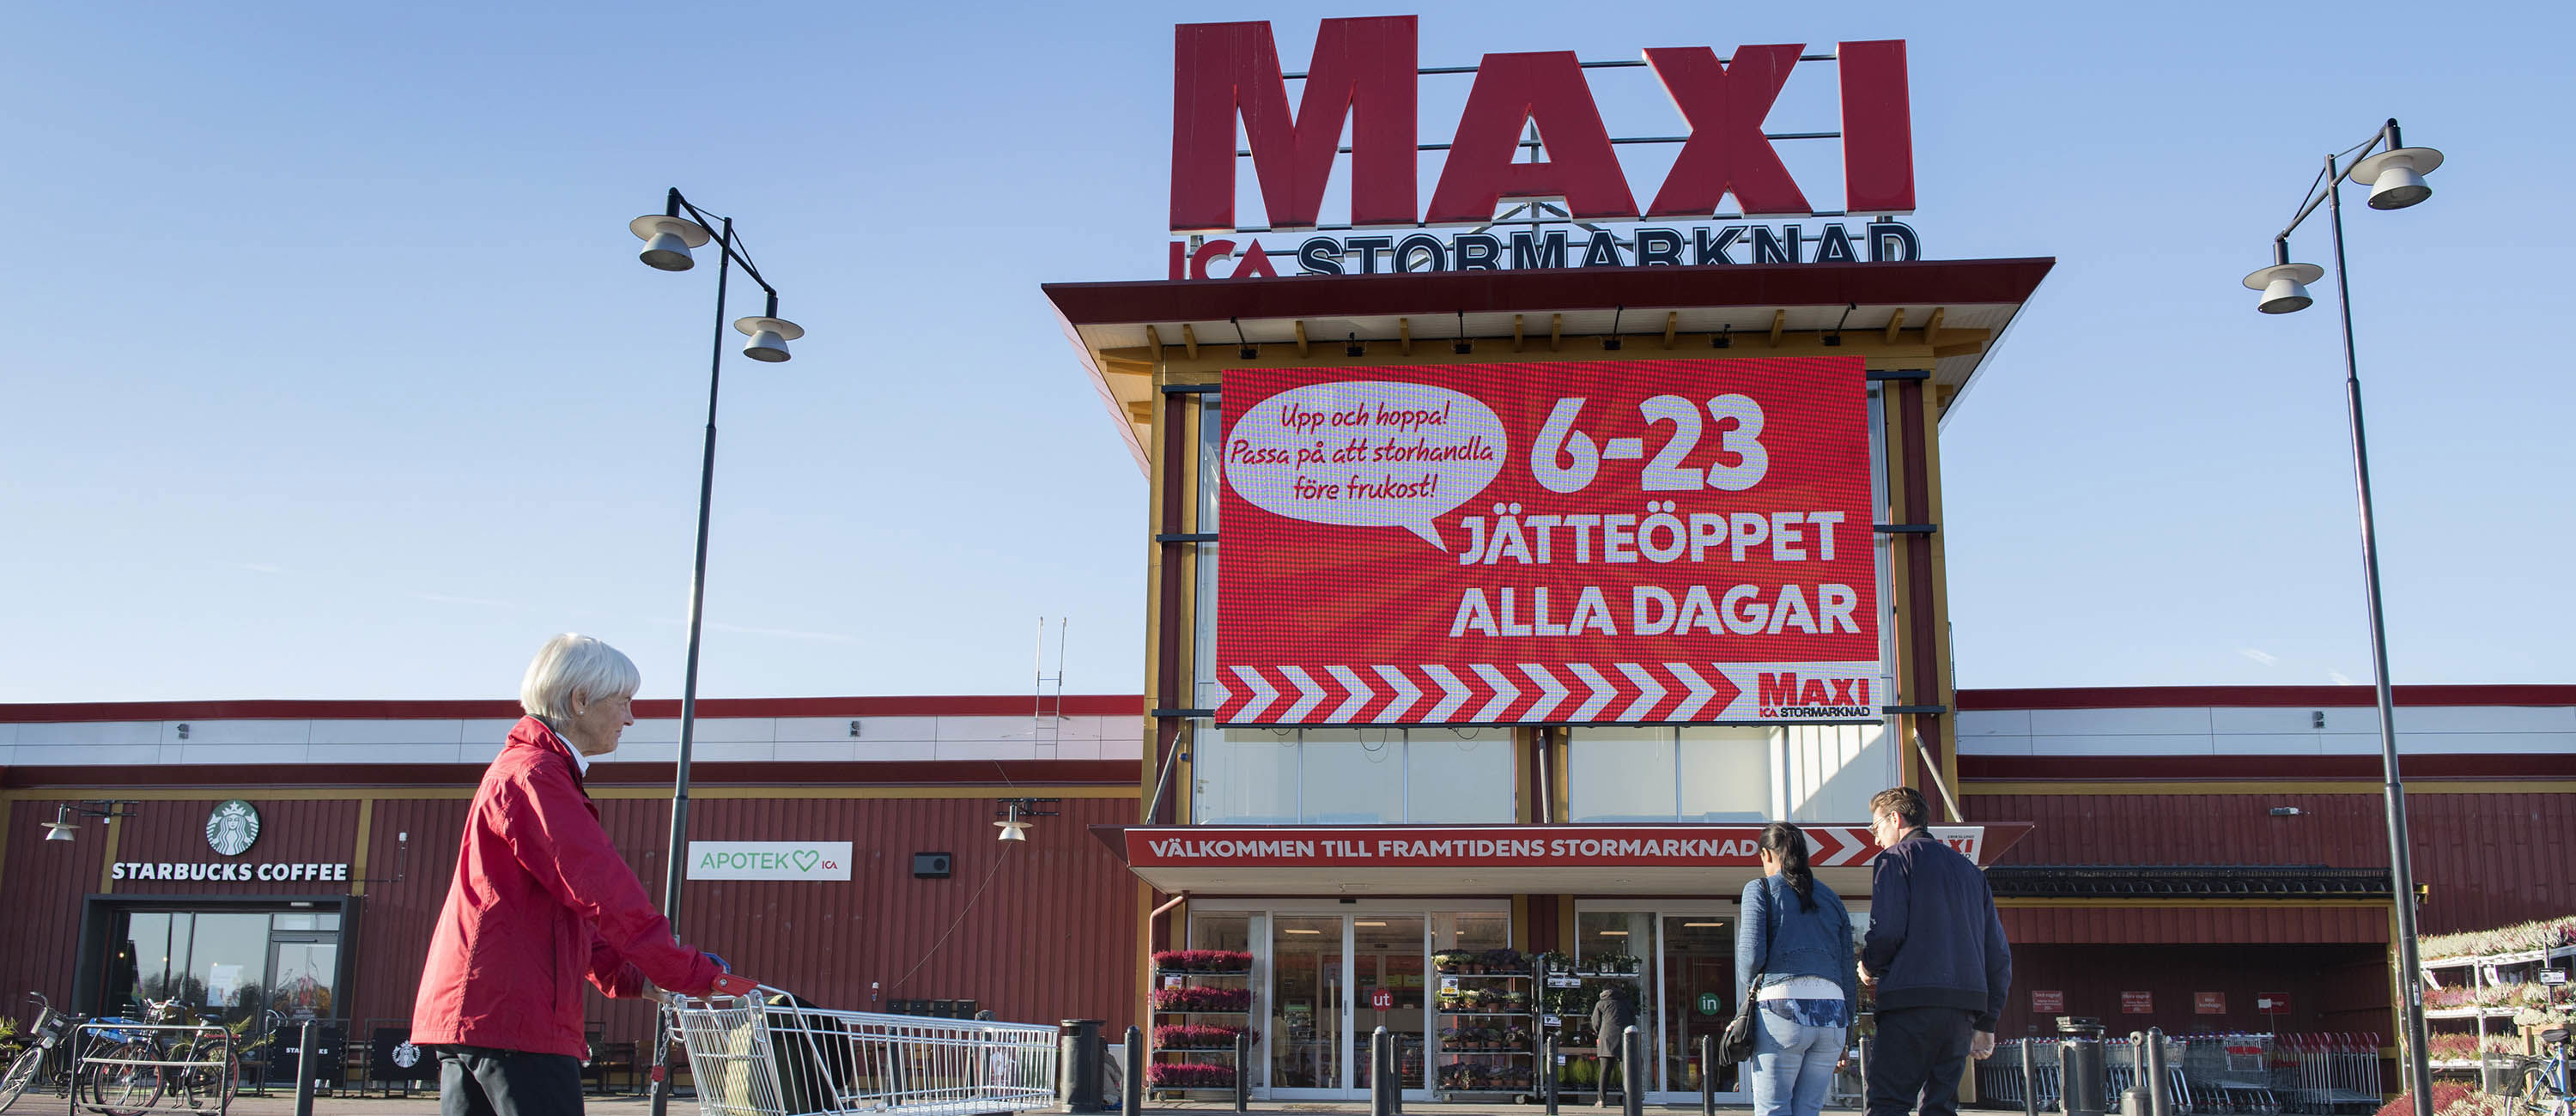 MAXI
ICA STORMARKNAD
Upp och hoppa!
Passa på att storhandla
före frukost!
6-23
JÄTTEÖPPET
ALLA DAGAR
MAXI
ICA STORMARKNAD
VÄLKOMMEN TILL FRAMTIDENS STORMARKNAD
STARBUCKS COFFEE
APOTEK ICA
ut
in